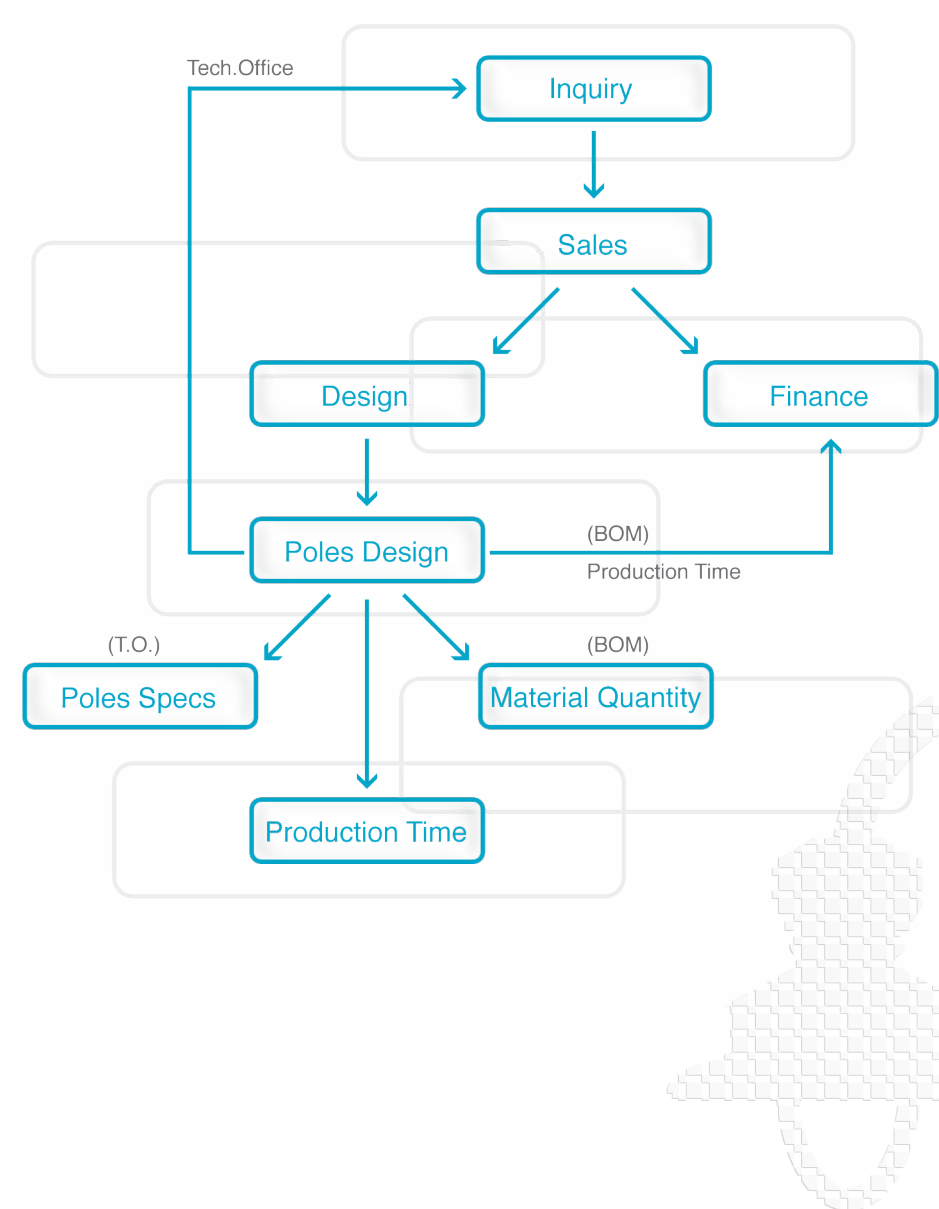 Tech.Office
Inquiry
Sales
Design
Finance
Poles Design
(BOM)
Production Time
(T.O.)
(BOM)
Poles Specs
Material Quantity
Production Time